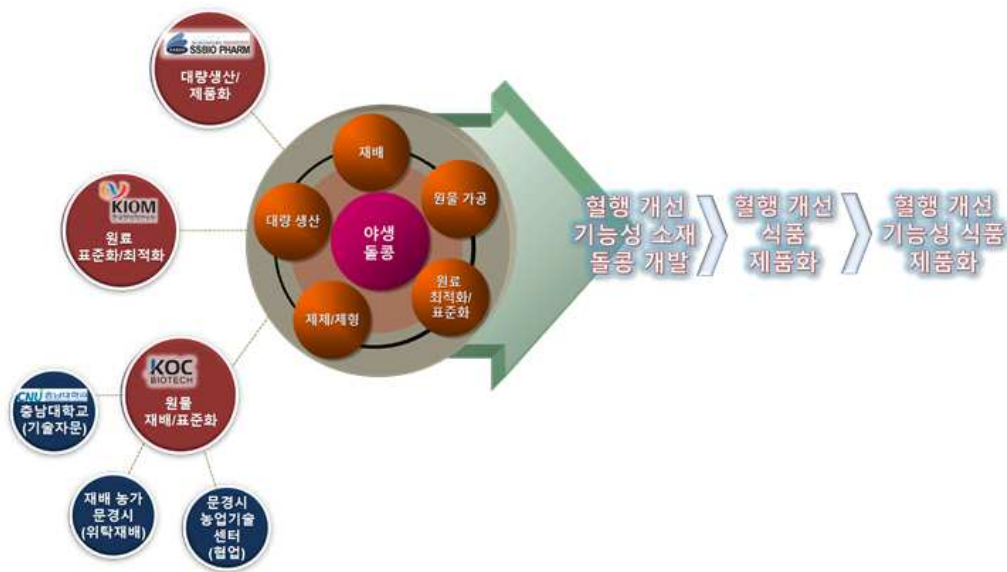 SSBIO PHARM
대량생산/
제품화
KIOM
원료
표준화/최적화
KOC
BIOTECH
원물
재배/표준화
CNU 충남대학교
충남대학교
(기술자문)
재배 농가
문경시
(위탁재배)
문경시
농업기술
센터
(협업)
재배
원물 가공
원료
최적화/
표준화
제제/제형
대량 생산
야생
돌콩
혈행 개선
기능성 소재
돌콩 개발
혈행 개선
식품
제품화
혈행 개선
기능성 식품
제품화